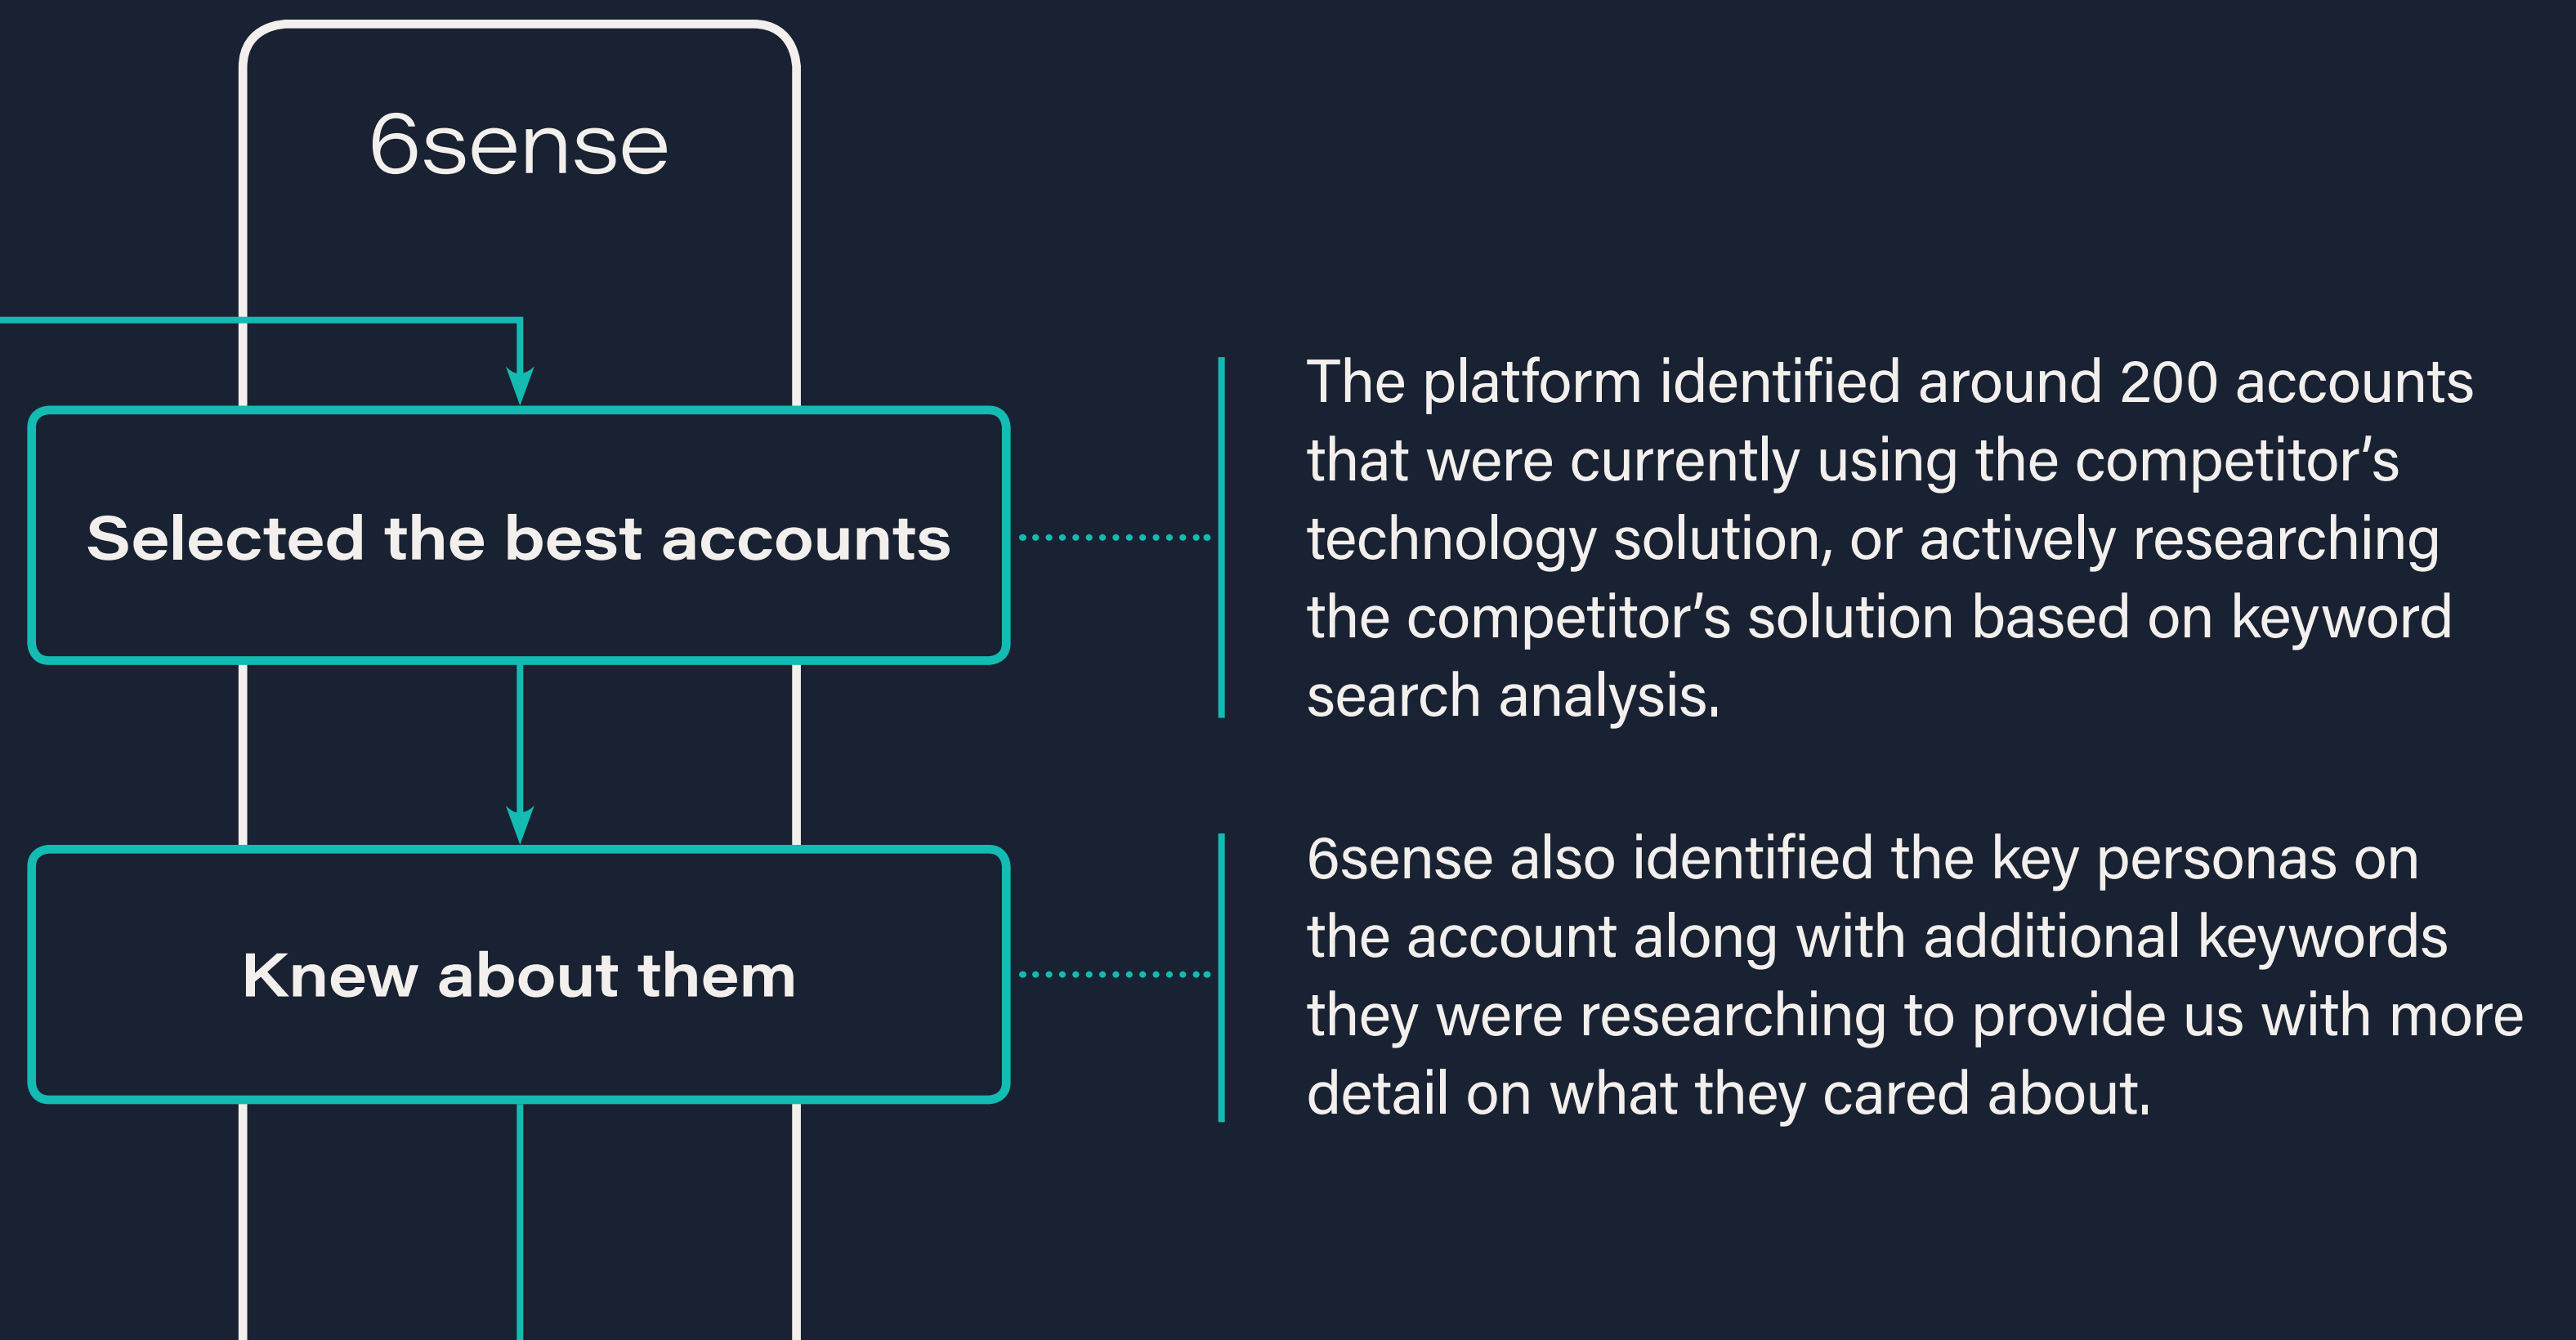 6sense
Selected the best accounts
The platform identified around 200 accounts
that were currently using the competitor’s
technology solution, or actively researching
the competitor’s solution based on keyword
search analysis.
Knew about them
6sense also identified the key personas on
the account along with additional keywords
they were researching to provide us with more
detail on what they cared about.